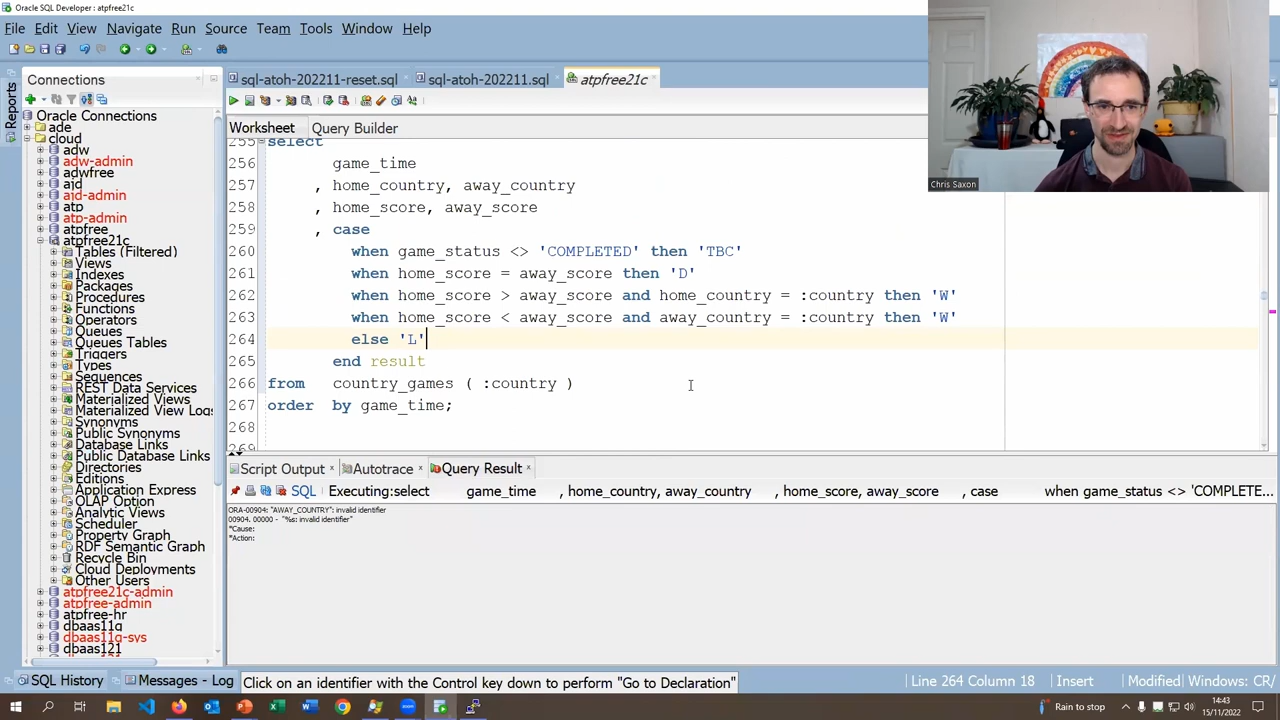 Oracle SQL Developer : atpfree21c
File Edit View Navigate Run Source Team Tools Window Help
Reports
Connections
sql-atoh-202211-reset.sql
sql-atoh-202211.sql
atpfree21c
Worksheet Query Builder
Oracle Connections
ade
cloud
adw
adw-admin
adwfree
ajd
ajd-admin
atp
atp-admin
atpfree
atpfree21c
Tables (Filtered)
Views
Indexes
Packages
Procedures
Functions
Operators
Queues
Queues Tables
Triggers
Types
Sequences
REST Data Services
Materialized Views
Materialized View Logs
Synonyms
Public Synonyms
Database Links
Public Database Links
Directories
Editions
Application Express
OLAP Option
Analytic Views
Scheduler
Property Graph
RDF Semantic Graph
Recycle Bin
Cloud Deployments
Other Users
atpfree21c-admin
atpfree-admin
atpfree-hr
dbaas11g
dbaas11g-sys
dbaas121
255 select
256 game_time
257 , home_country, away_country
258 , home_score, away_score
259 , case
260 when game_status <> 'COMPLETED' then 'TBC'
261 when home_score = away_score then 'D'
262 when home_score > away_score and home_country = :country then 'W'
263 when home_score < away_score and away_country = :country then 'W'
264 else 'L'
265 end result
266 from country_games ( :country )
267 order by game_time;
268
269
Chris Saxon
Script Output Autotrace Query Result
SQL Executing:select game_time , home_country, away_country , home_score, away_score , case when game_status <> 'COMPLETE...
ORA-00904: "AWAY_COUNTRY": invalid identifier
00904. 00000 - "%s: invalid identifier"
*Cause:
*Action:
SQL History Messages - Log Click on an identifier with the Control key down to perform "Go to Declaration"
Line 264 Column 18 Insert Modified Windows: CR/
Rain to stop
14:43
15/11/2022